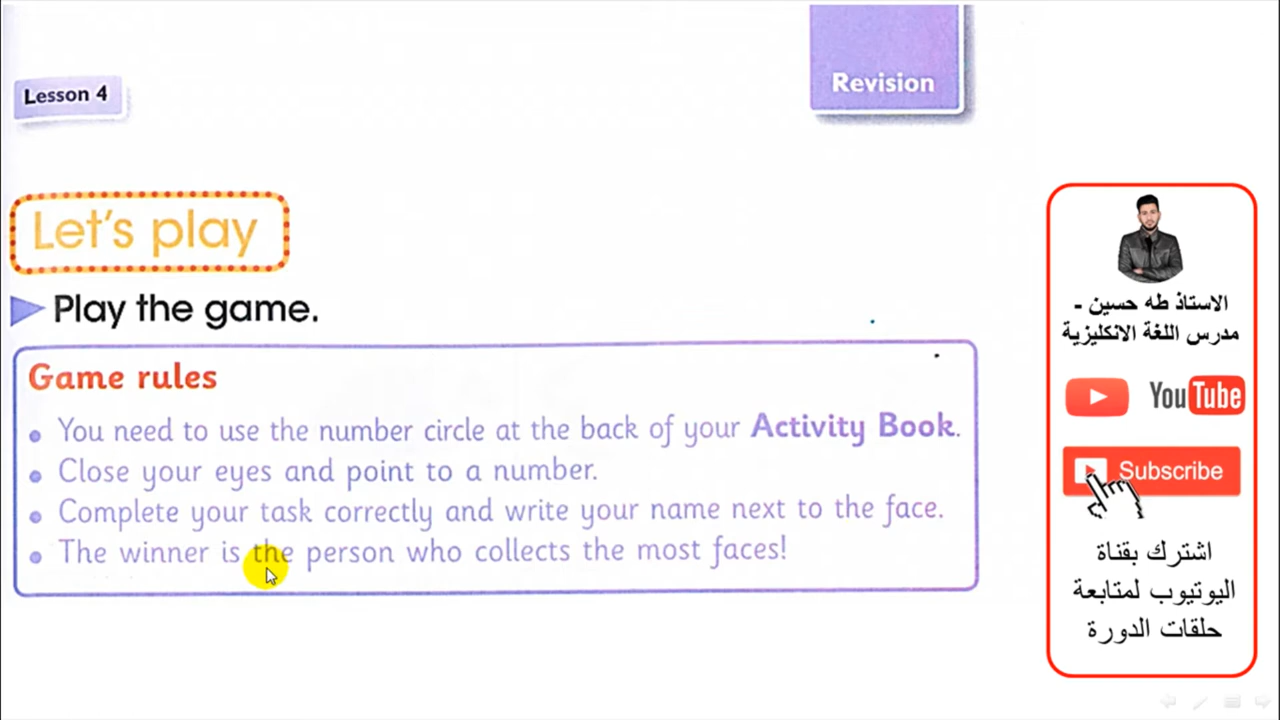 Lesson 4
Revision
Let's play
Play the game.
Game rules
• You need to use the number circle at the back of your Activity Book.
• Close your eyes and point to a number.
• Complete your task correctly and write your name next to the face.
• The winner is the person who collects the most faces!
الاستاذ طه حسين -
مدرس اللغة الانكليزية
YouTube
Subscribe
اشترك بقناة
اليوتيوب لمتابعة
حلقات الدورة